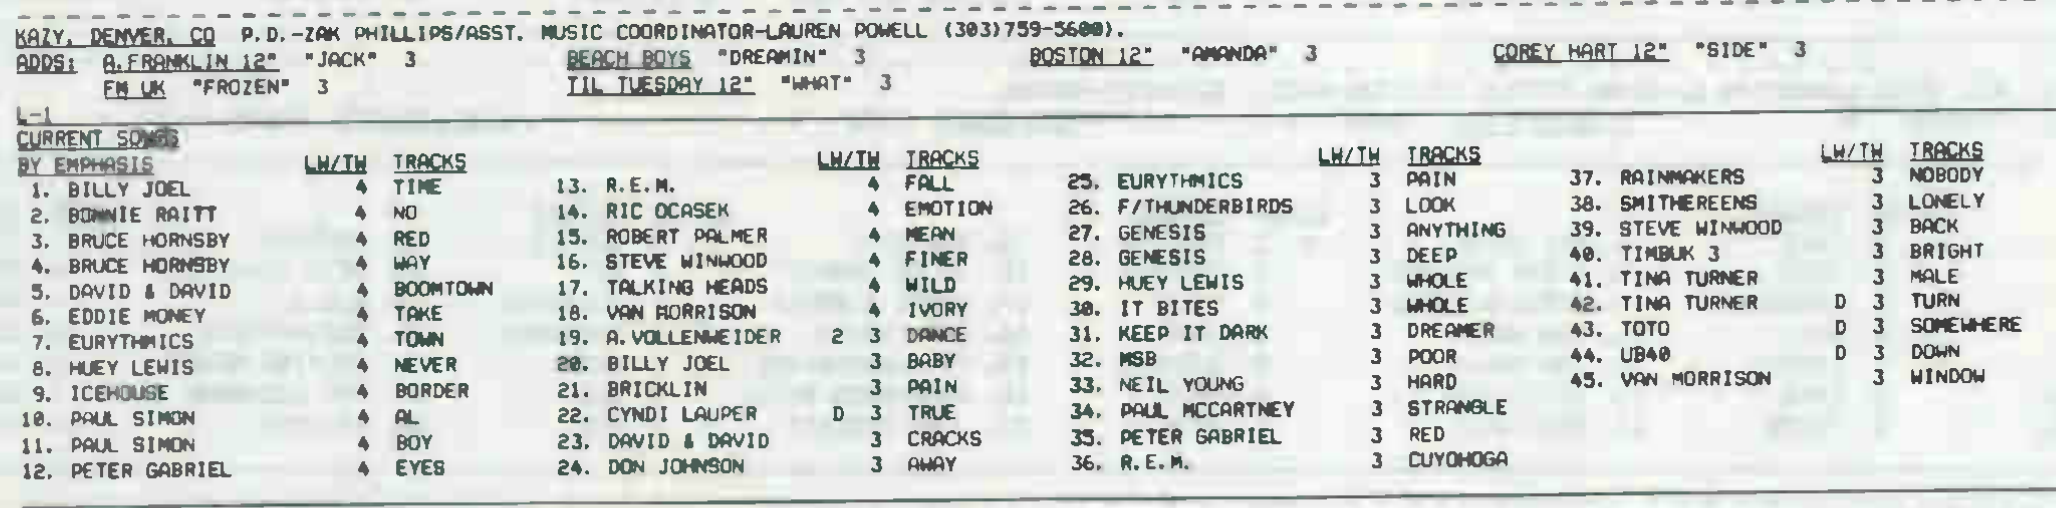 KAZY, DENVER, CO P.D.-ZAK PHILLIPS/ASST. MUSIC COORDINATOR-LAUREN POWELL (303)759-5600).
ADDS: A.FRANKLIN 12" "JACK" 3 BEACH BOYS "DREAMIN" 3 BOSTON 12" "AMANDA" 3 COREY HART 12" "SIDE" 3
FM UK "FROZEN" 3 TIL TUESDAY 12" "WHAT" 3
L-1
CURRENT SONGS
BY EMPHASIS LW/TW TRACKS
1. BILLY JOEL 4 TIME
2. BONNIE RAITT 4 NO
3. BRUCE HORNSBY 4 RED
4. BRUCE HORNSBY 4 WAY
5. DAVID & DAVID 4 BOOMTOWN
6. EDDIE MONEY 4 TAKE
7. EURYTHMICS 4 TOWN
8. HUEY LEWIS 4 NEVER
9. ICEHOUSE 4 BORDER
10. PAUL SIMON 4 AL
11. PAUL SIMON 4 BOY
12. PETER GABRIEL 4 EYES
LW/TW TRACKS
13. R.E.M. 4 FALL
14. RIC OCASEK 4 EMOTION
15. ROBERT PALMER 4 MEAN
16. STEVE WINWOOD 4 FINER
17. TALKING HEADS 4 WILD
18. VAN MORRISON 4 IVORY
19. A.VOLLENWEIDER 2 3 DANCE
20. BILLY JOEL 3 BABY
21. BRICKLIN 3 PAIN
22. CYNDI LAUPER D 3 TRUE
23. DAVID & DAVID 3 CRACKS
24. DON JOHNSON 3 AWAY
LW/TW TRACKS
25. EURYTHMICS 3 PAIN
26. F/THUNDERBIRDS 3 LOOK
27. GENESIS 3 ANYTHING
28. GENESIS 3 DEEP
29. HUEY LEWIS 3 WHOLE
30. IT BITES 3 WHOLE
31. KEEP IT DARK 3 DREAMER
32. MSB 3 POOR
33. NEIL YOUNG 3 HARD
34. PAUL MCCARTNEY 3 STRANGLE
35. PETER GABRIEL 3 RED
36. R.E.M. 3 CUYOHOGA
LW/TW TRACKS
37. RAINMAKERS 3 NOBODY
38. SMITHEREENS 3 LONELY
39. STEVE WINWOOD 3 BACK
40. TIMBUK 3 3 BRIGHT
41. TINA TURNER 3 MALE
42. TINA TURNER D 3 TURN
43. TOTO D 3 SOMEWHERE
44. UB40 D 3 DOWN
45. VAN MORRISON 3 WINDOW